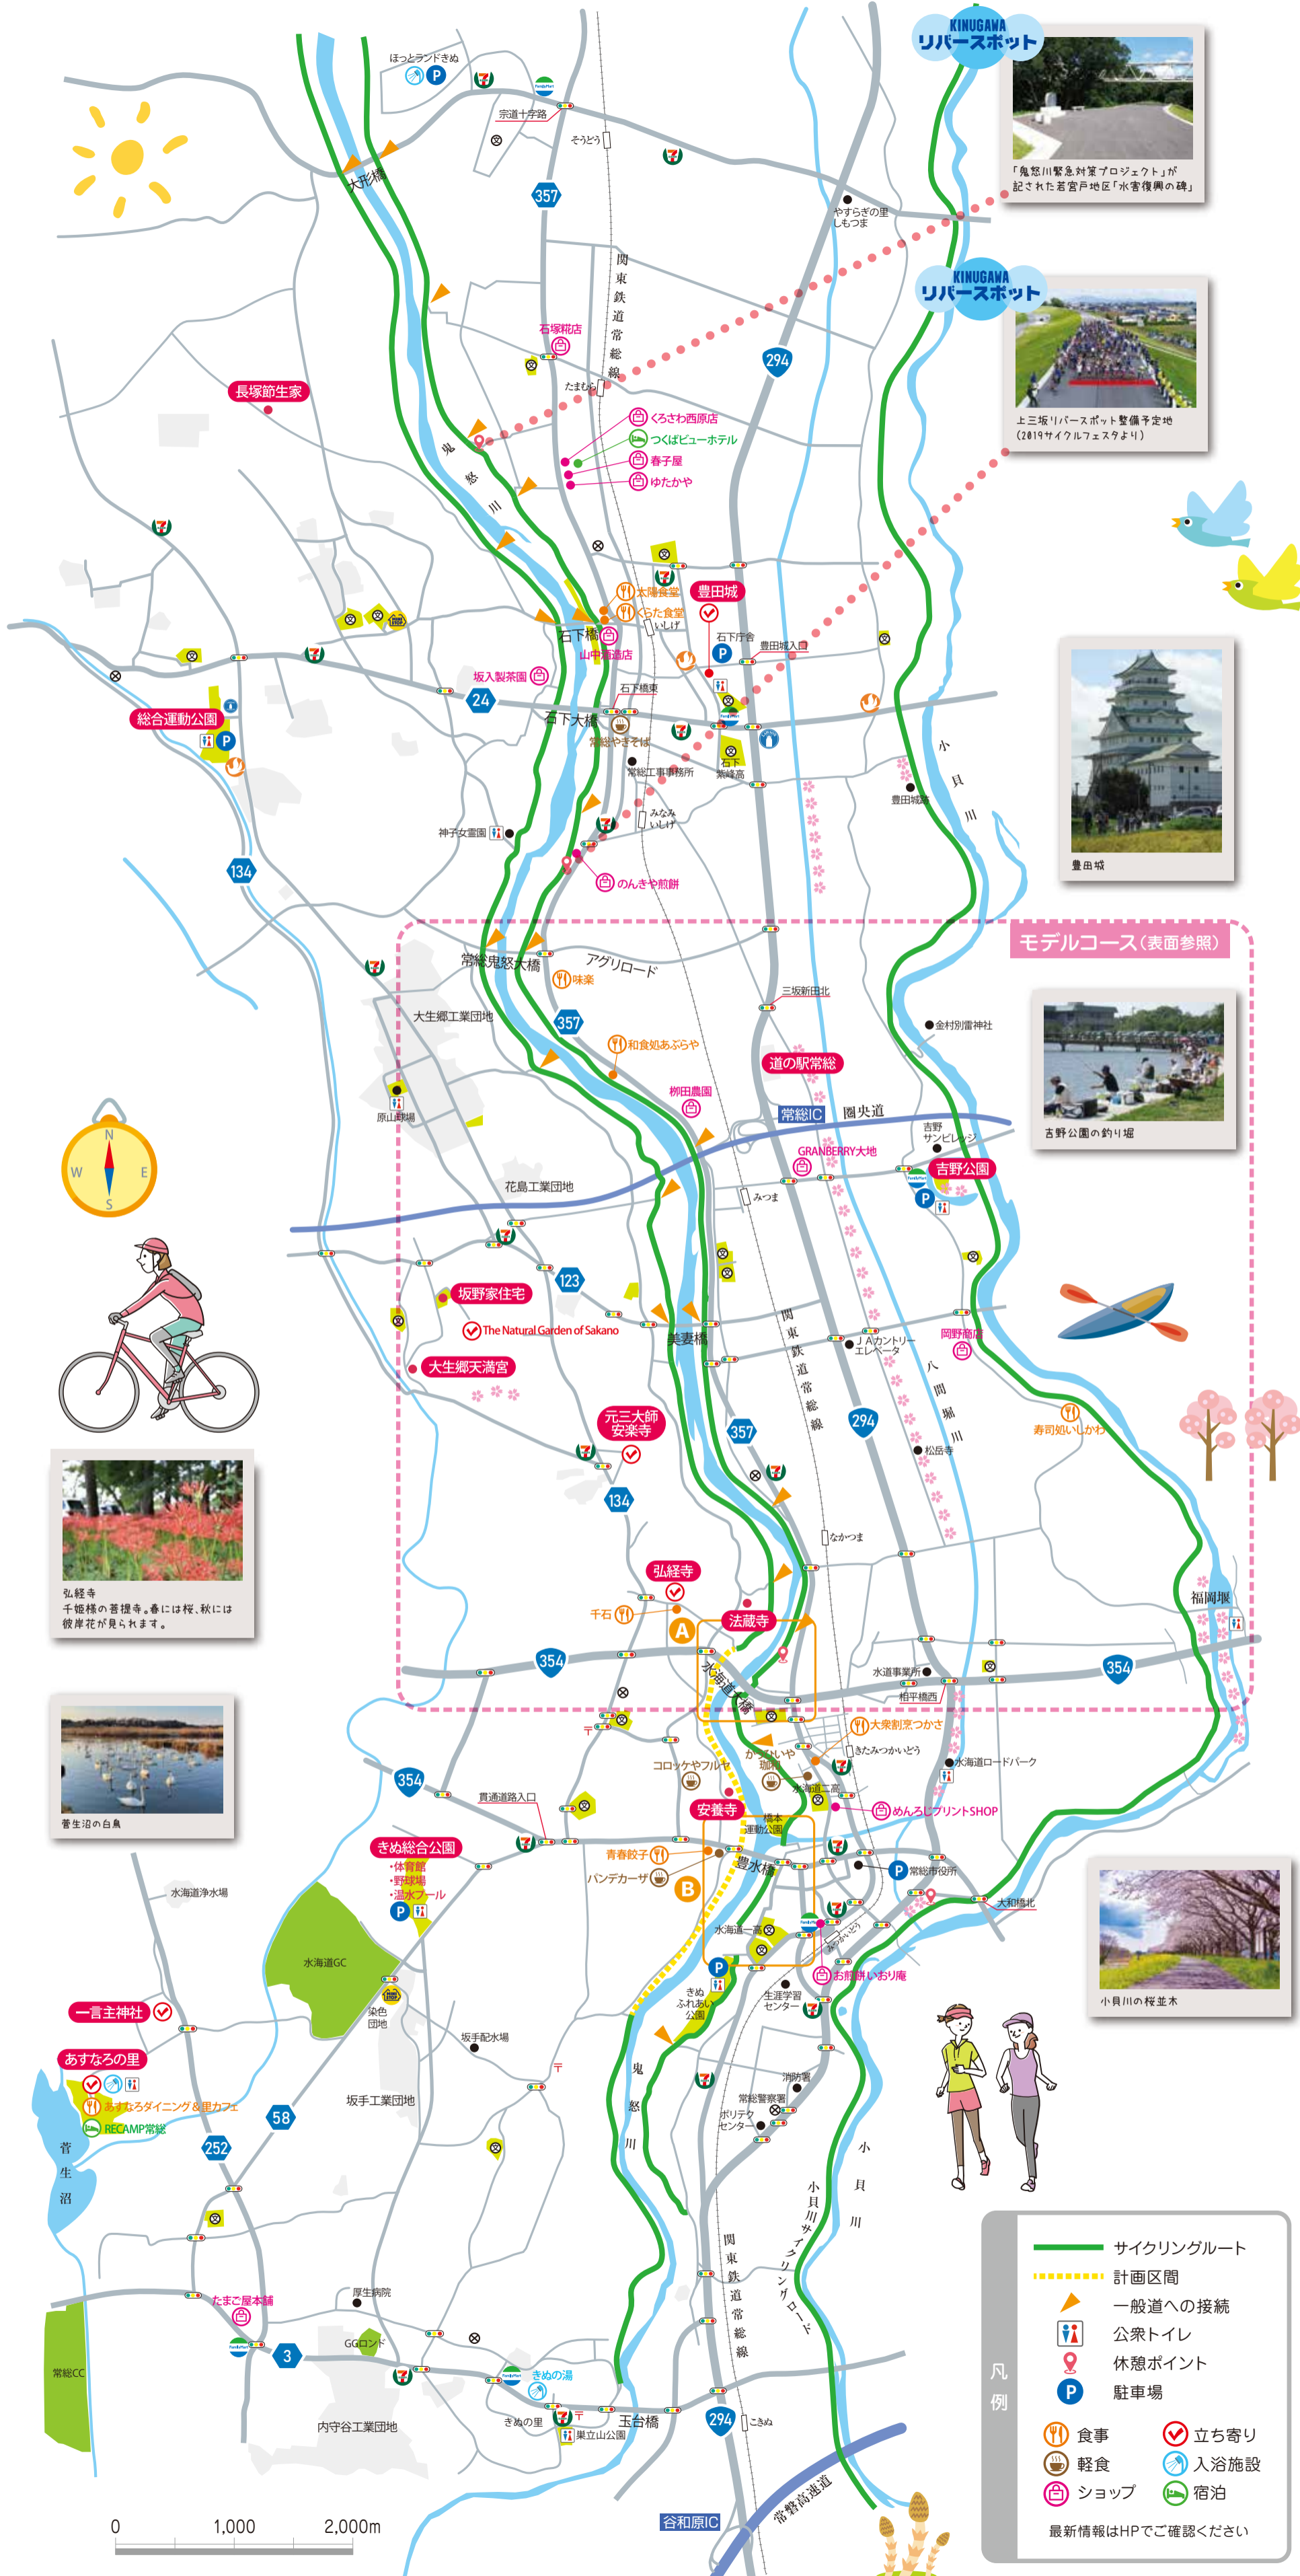 KINUGAWA
リバースポット
「鬼怒川緊急対策プロジェクト」が
記された若宮戸地区「水害復興の碑」
KINUGAWA
リバースポット
上三坂リバースポット整備予定地
(2019サイクルフェスタより)
ほっとランドきぬ
P
宗道十字路
そうどう
大形橋
357
やすらぎの里
しもつま
関東鉄道常総線
石塚糀店
294
たまむら
長塚節生家
くろさわ西原店
つくばビューホテル
春子屋
ゆたかや
鬼怒川
太陽食堂
くらた食堂
豊田城
石下橋
いしげ
石下庁舎
P
豊田城入口
山中酒造店
坂入製茶園
24
石下橋東
石下大橋
常総やきそば
常総工事事務所
石下
紫峰高
総合運動公園
P
豊田城跡
小貝川
豊田城
みなみ
いしげ
神子女霊園
134
のんきや煎餅
モデルコース(表面参照)
常総鬼怒大橋
アグリロード
味楽
三坂新田北
大生郷工業団地
357
金村別雷神社
和食処あぶらや
道の駅常総
原山球場
柳田農園
常総IC
圏央道
吉野
サンビレッジ
吉野公園の釣り堀
GRANBERRY大地
吉野公園
P
花島工業団地
みつま
N
W
E
S
123
坂野家住宅
The Natural Garden of Sakano
美妻橋
関東鉄道常総線
JAカントリー
エレベータ
岡野商店
大生郷天満宮
八間堀川
元三大師
安楽寺
357
294
寿司処いしかわ
松岳寺
134
なかつま
弘経寺
千姫様の菩提寺。春には桜、秋には
彼岸花が見られます。
弘経寺
千石
法蔵寺
A
福岡堰
354
水海道大橋
水道事業所
354
相平橋西
大衆割烹つかさ
きたみつかいどう
コロッケやフルヤ
珈和
水海道二高
水海道ロードパーク
菅生沼の白鳥
354
貫通道路入口
安養寺
橋本
運動公園
めんろじプリントSHOP
きぬ総合公園
・体育館
・野球場
・温水プール
P
青春餃子
パンデカーザ
豊水橋
B
P
常総市役所
大和橋北
水海道浄水場
水海道一高
みつかいどう
水海道GC
P
お煎餅いおり庵
小貝川の桜並木
きぬ
ふれあい
公園
生涯学習
センター
一言主神社
染色
団地
坂手配水場
あすなろの里
あすなろダイニング&里カフェ
RECAMP常総
坂手工業団地
58
252
菅生沼
鬼怒川
消防署
常総警察署
ポリテク
センター
小貝川
小貝川サイクリングロード
関東鉄道常総線
たまご屋本舗
厚生病院
GGロンド
3
常総CC
内守谷工業団地
きぬの湯
きぬの里
巣立山公園
玉台橋
294
こきぬ
谷和原IC
常磐高速道
0
1,000
2,000m
凡例
サイクリングルート
計画区間
一般道への接続
公衆トイレ
休憩ポイント
P
駐車場
食事
立ち寄り
軽食
入浴施設
ショップ
宿泊
最新情報はHPでご確認ください